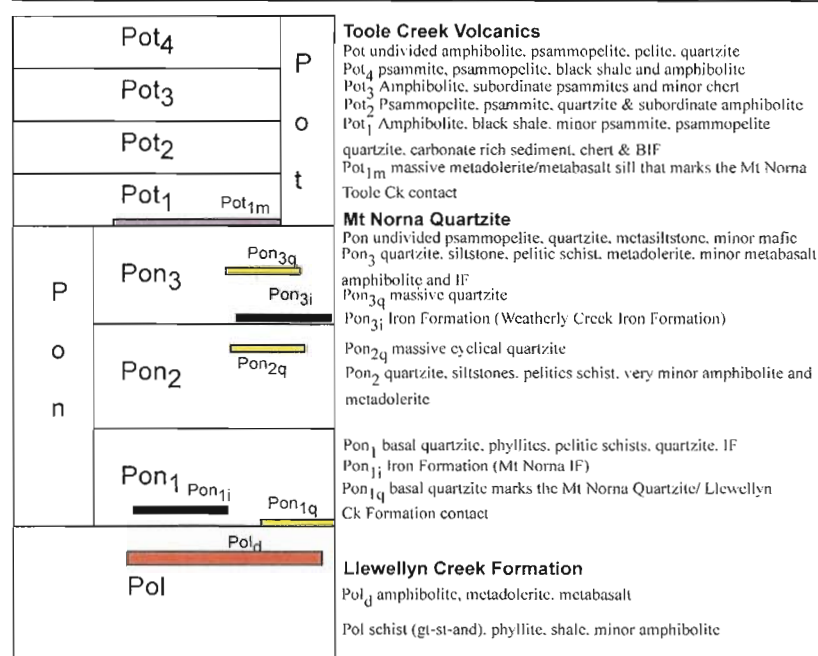 Pot4
Pot3
Pot2
Pot1
Pot1m
P
o
t
Pon3
Pon3q
Pon3i
Pon2
Pon2q
Pon1
Pon1i
Pon1q
P
o
n
Pold
Pol
Toole Creek Volcanics
Pot undivided amphibolite, psammopelite, pelite, quartzite
Pot4 psammite, psammopelite, black shale and amphibolite
Pot3 Amphibolite, subordinate psammites and minor chert
Pot2 Psammopelite, psammite, quartzite & subordinate amphibolite
Pot1 Amphibolite, black shale, minor psammite, psammopelite
quartzite, carbonate rich sediment, chert & BIF
Pot1m massive metadolerite/metabasalt sill that marks the Mt Norna
Toole Ck contact
Mt Norna Quartzite
Pon undivided psammopelite, quartzite, metasiltstone, minor mafic
Pon3 quartzite, siltstone, pelitic schist, metadolerite, minor metabasalt
amphibolite and IF
Pon3q massive quartzite
Pon3i Iron Formation (Weatherly Creek Iron Formation)
Pon2q massive cyclical quartzite
Pon2 quartzite, siltstones, pelitics schist, very minor amphibolite and
metadolerite
Pon1 basal quartzite, phyllites, pelitic schists, quartzite, IF
Pon1i Iron Formation (Mt Norna IF)
Pon1q basal quartzite marks the Mt Norna Quartzite/ Llewellyn
Ck Formation contact
Llewellyn Creek Formation
Pold amphibolite, metadolerite, metabasalt
Pol schist (gt-st-and), phyllite, shale, minor amphibolite